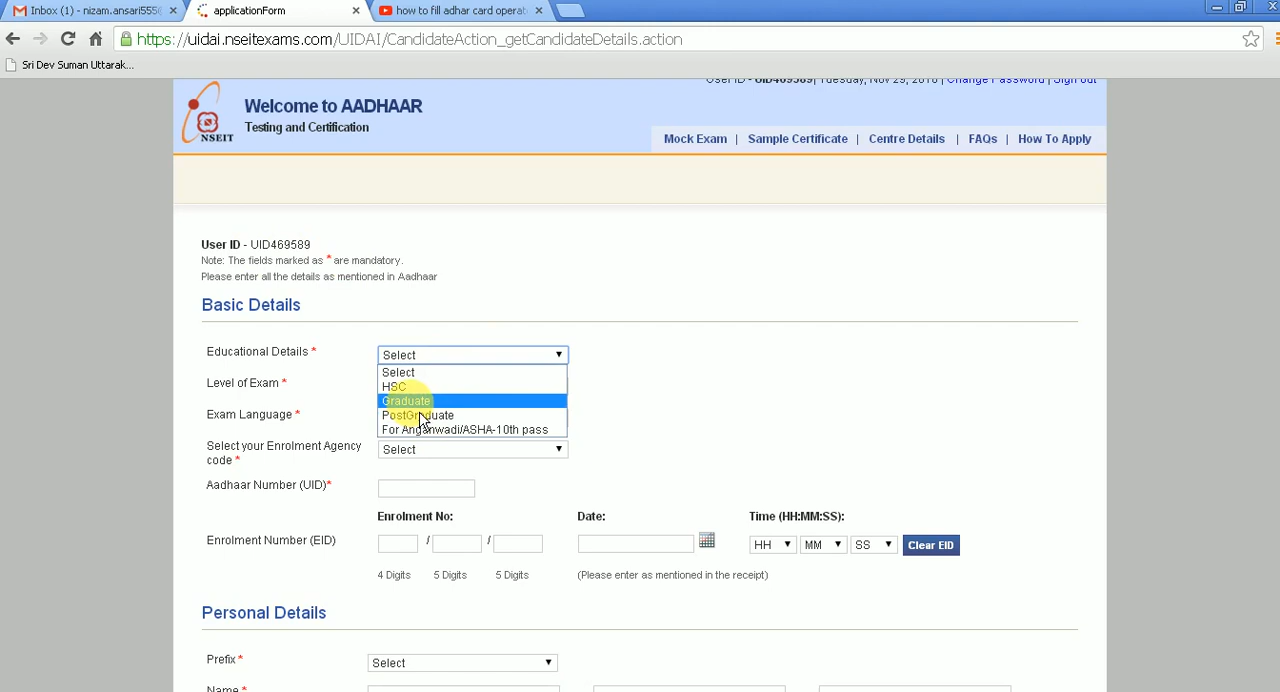 Inbox (1) - nizam.ansari555@
applicationForm
how to fill adhar card operat
https://uidai.nseitexams.com/UIDAI/CandidateAction_getCandidateDetails.action
Sri Dev Suman Uttarak...
User ID - UID469589| Tuesday, Nov 29, 2016 | Change Password | Sign out
NSEIT
Welcome to AADHAAR
Testing and Certification
Mock Exam | Sample Certificate | Centre Details | FAQs | How To Apply
User ID - UID469589
Note: The fields marked as * are mandatory.
Please enter all the details as mentioned in Aadhaar
Basic Details
Educational Details * Select
Select
HSC
Level of Exam *
Graduate
Exam Language * PostGraduate
For Anganwadi/ASHA-10th pass
Select your Enrolment Agency code * Select
Aadhaar Number (UID)*
Enrolment No: Date: Time (HH:MM:SS):
Enrolment Number (EID) / / HH MM SS Clear EID
4 Digits 5 Digits 5 Digits (Please enter as mentioned in the receipt)
Personal Details
Prefix * Select
Name *